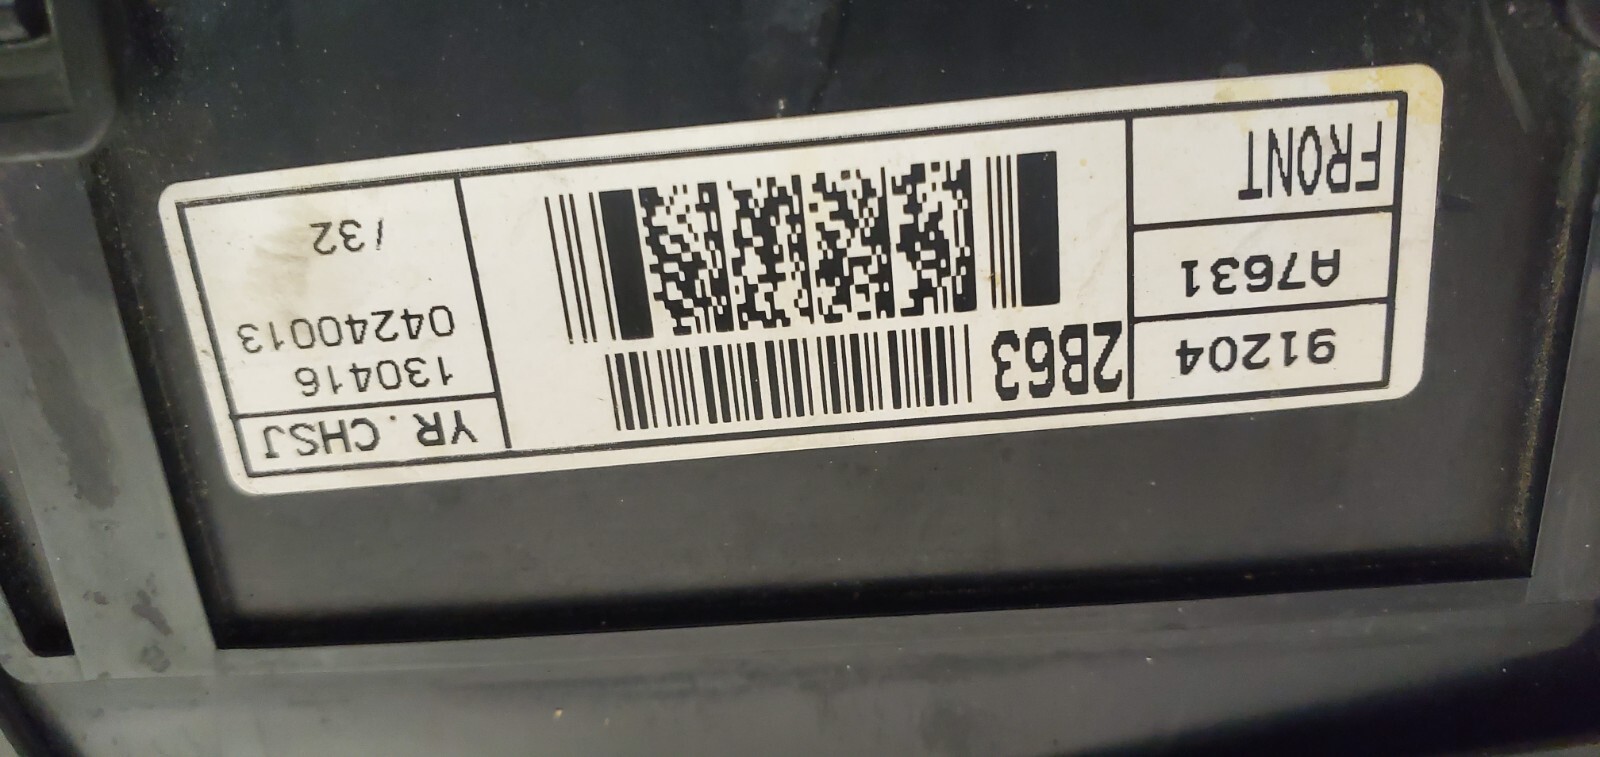 91204
A7631
FRONT
2B63
YR.CHSJ
130416
04240013
/32